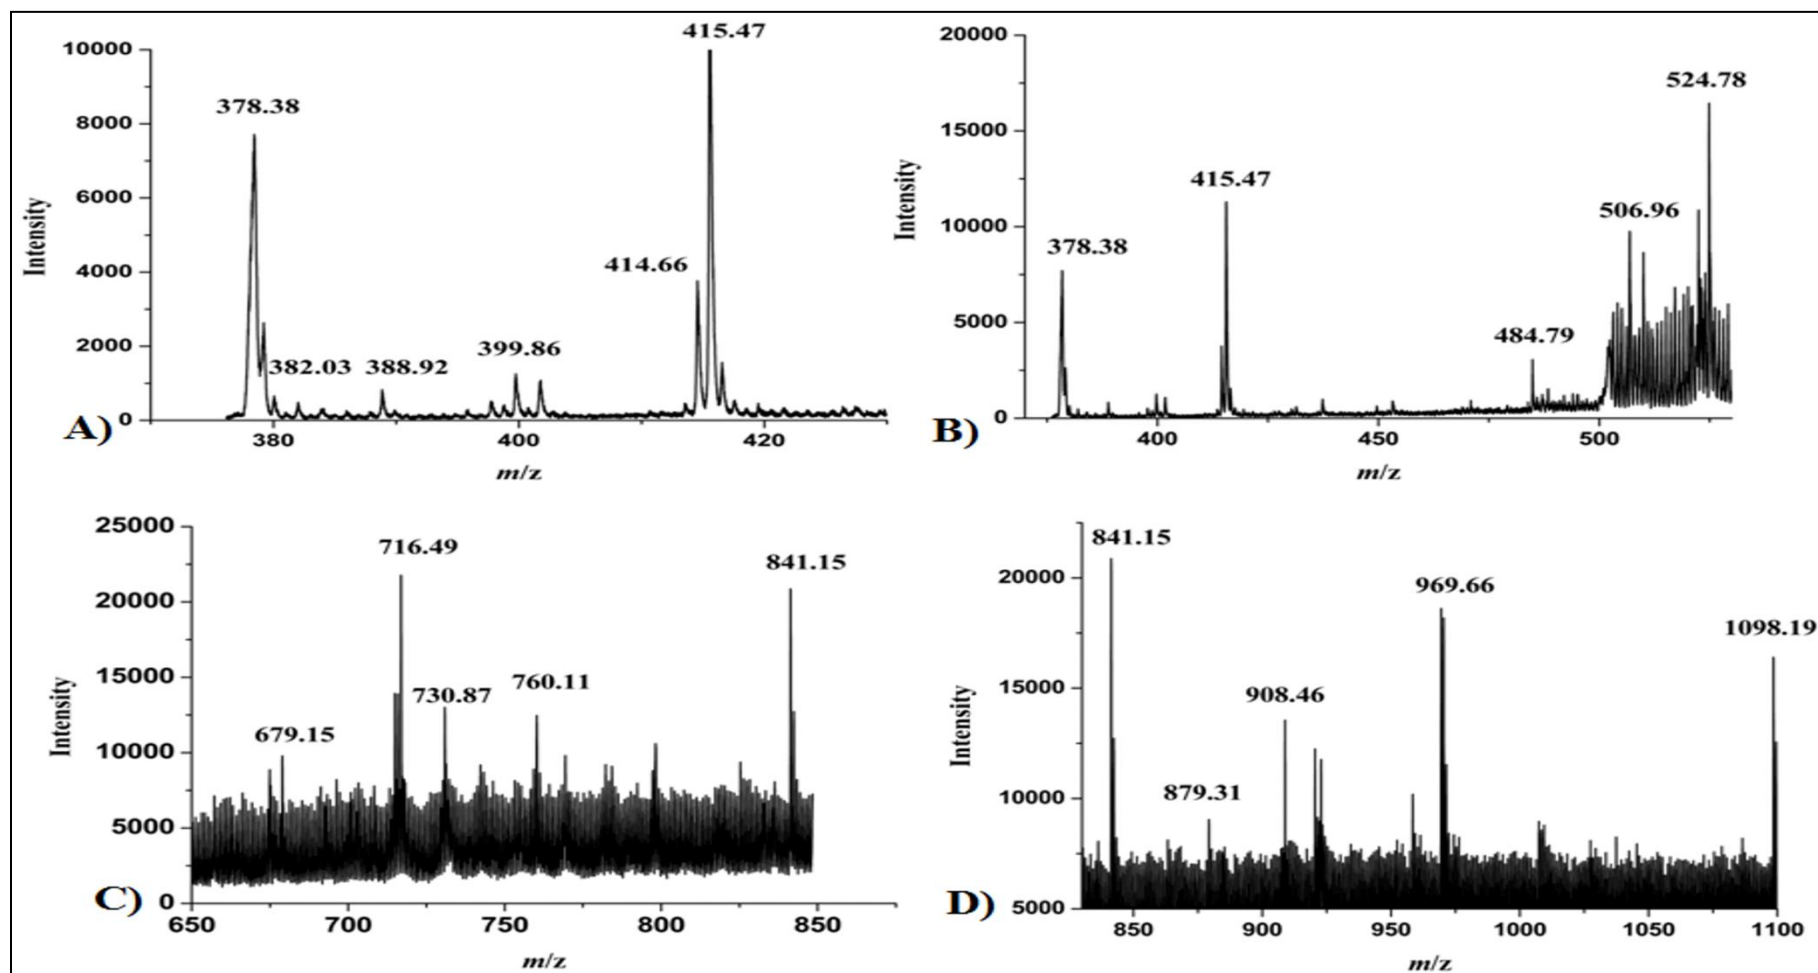 415.47
10000
378.38
8000
6000
Intensity
4000
414.66
2000
382.03 388.92 399.86
0
A)
380 400 420
m/z
20000
524.78
15000
415.47
506.96
10000
Intensity
378.38
5000
484.79
0
B)
400 450 500
m/z
25000
716.49
841.15
20000
15000
760.11
730.87
Intensity
679.15
10000
5000
0
C)
650 700 750 800 850
m/z
841.15
20000
969.66
1098.19
15000
908.46
Intensity
879.31
10000
5000
D)
850 900 950 1000 1050 1100
m/z